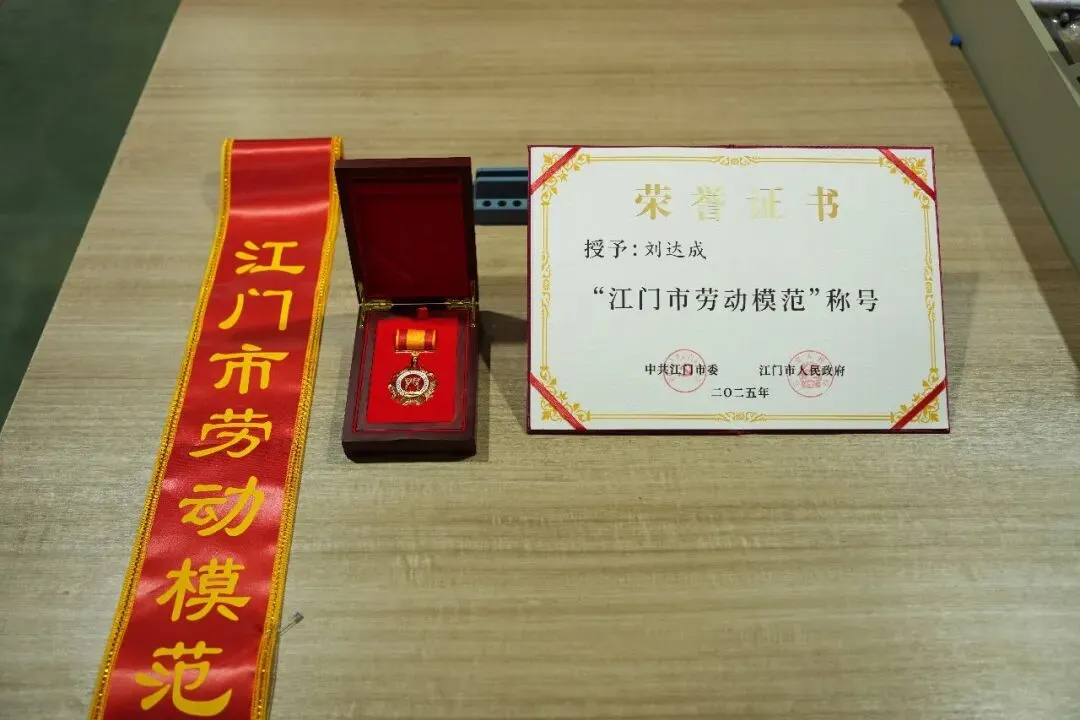 江门市劳动模范
荣誉证书
授予：刘达成
“江门市劳动模范”称号
中共江门市委 江门市人民政府
二〇二五年